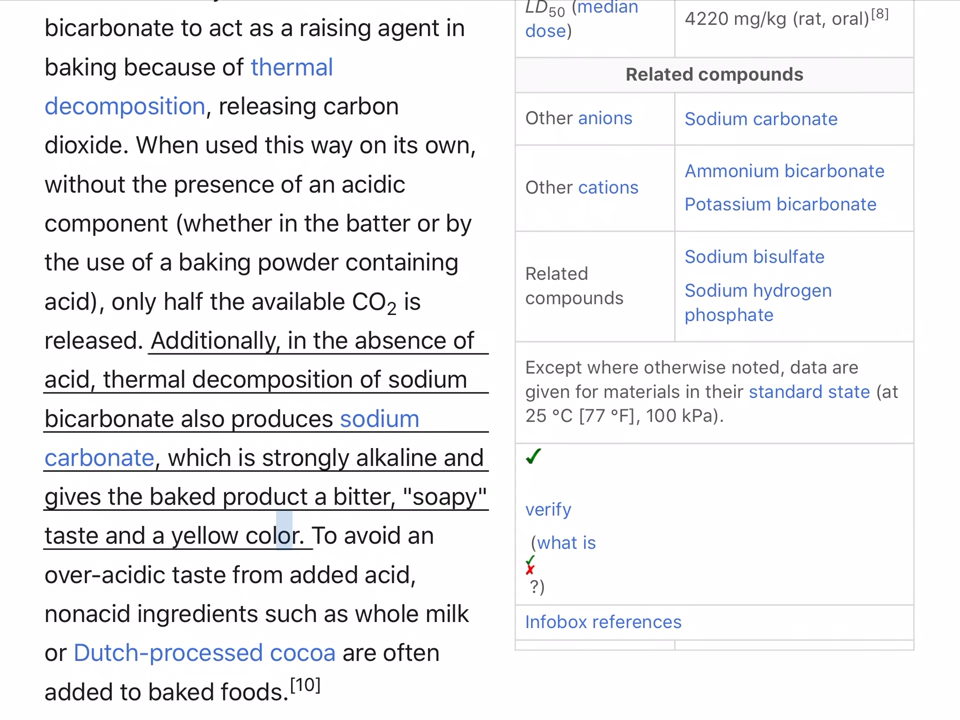 bicarbonate to act as a raising agent in
baking because of thermal
decomposition, releasing carbon
dioxide. When used this way on its own,
without the presence of an acidic
component (whether in the batter or by
the use of a baking powder containing
acid), only half the available CO2 is
released. Additionally, in the absence of
acid, thermal decomposition of sodium
bicarbonate also produces sodium
carbonate, which is strongly alkaline and
gives the baked product a bitter, "soapy"
taste and a yellow color. To avoid an
over-acidic taste from added acid,
nonacid ingredients such as whole milk
or Dutch-processed cocoa are often
added to baked foods.[10]
LD50 (median
dose)
4220 mg/kg (rat, oral)[8]
Related compounds
Other anions
Sodium carbonate
Other cations
Ammonium bicarbonate
Potassium bicarbonate
Related
compounds
Sodium bisulfate
Sodium hydrogen
phosphate
Except where otherwise noted, data are
given for materials in their standard state (at
25 °C [77 °F], 100 kPa).
verify
(what is
?)
Infobox references